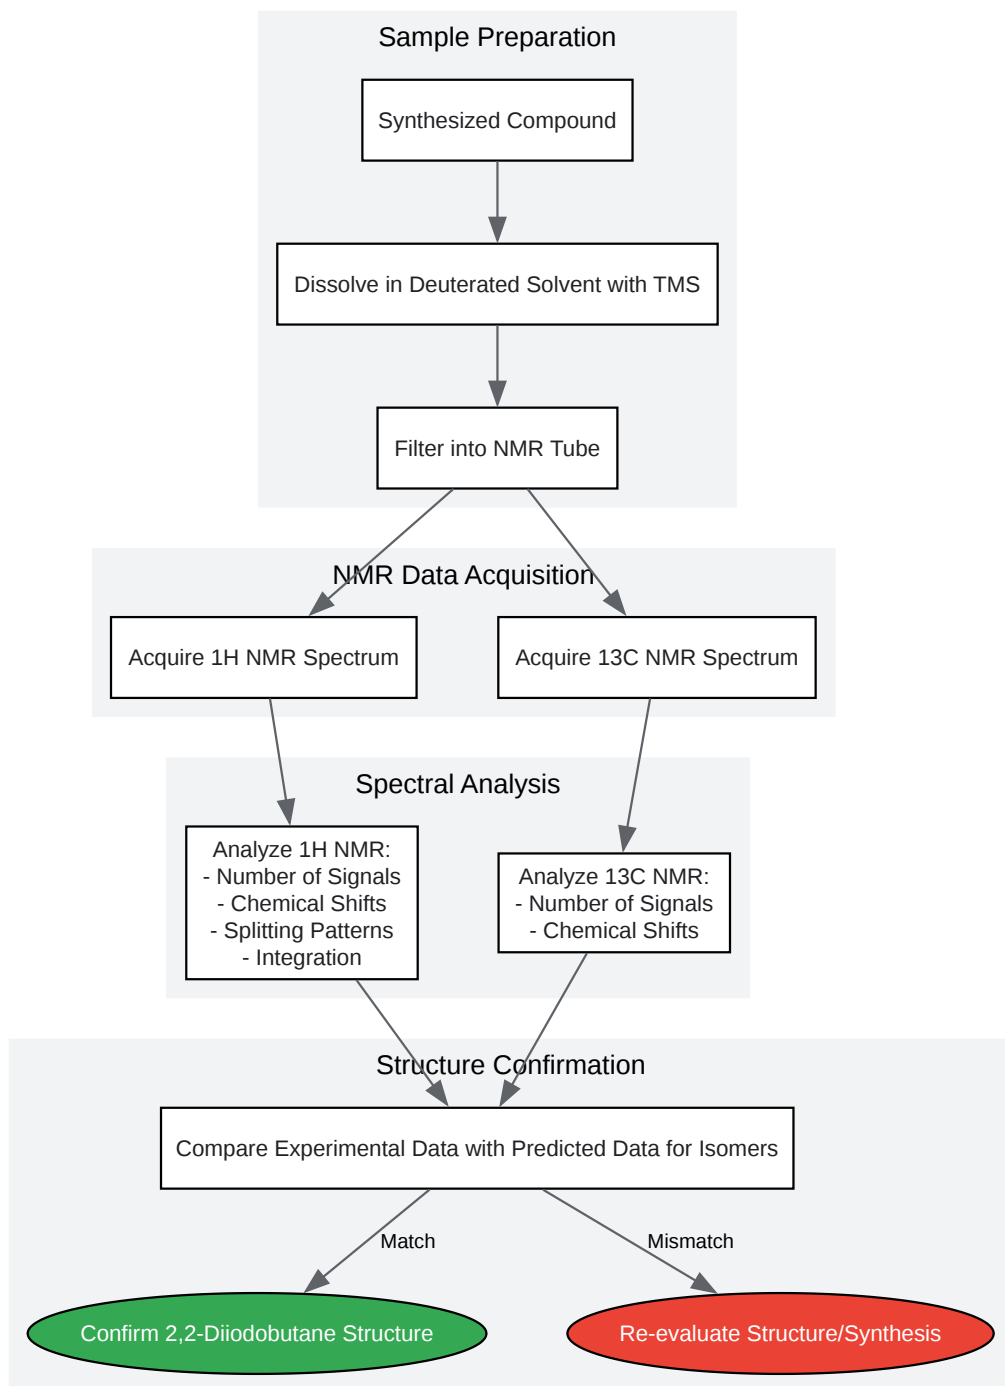 Sample Preparation
Synthesized Compound
Dissolve in Deuterated Solvent with TMS
Filter into NMR Tube
NMR Data Acquisition
Acquire 1H NMR Spectrum
Acquire 13C NMR Spectrum
Spectral Analysis
Analyze 1H NMR:
- Number of Signals
- Chemical Shifts
- Splitting Patterns
- Integration
Analyze 13C NMR:
- Number of Signals
- Chemical Shifts
Structure Confirmation
Compare Experimental Data with Predicted Data for Isomers
Match
Mismatch
Confirm 2,2-Diiodobutane Structure
Re-evaluate Structure/Synthesis